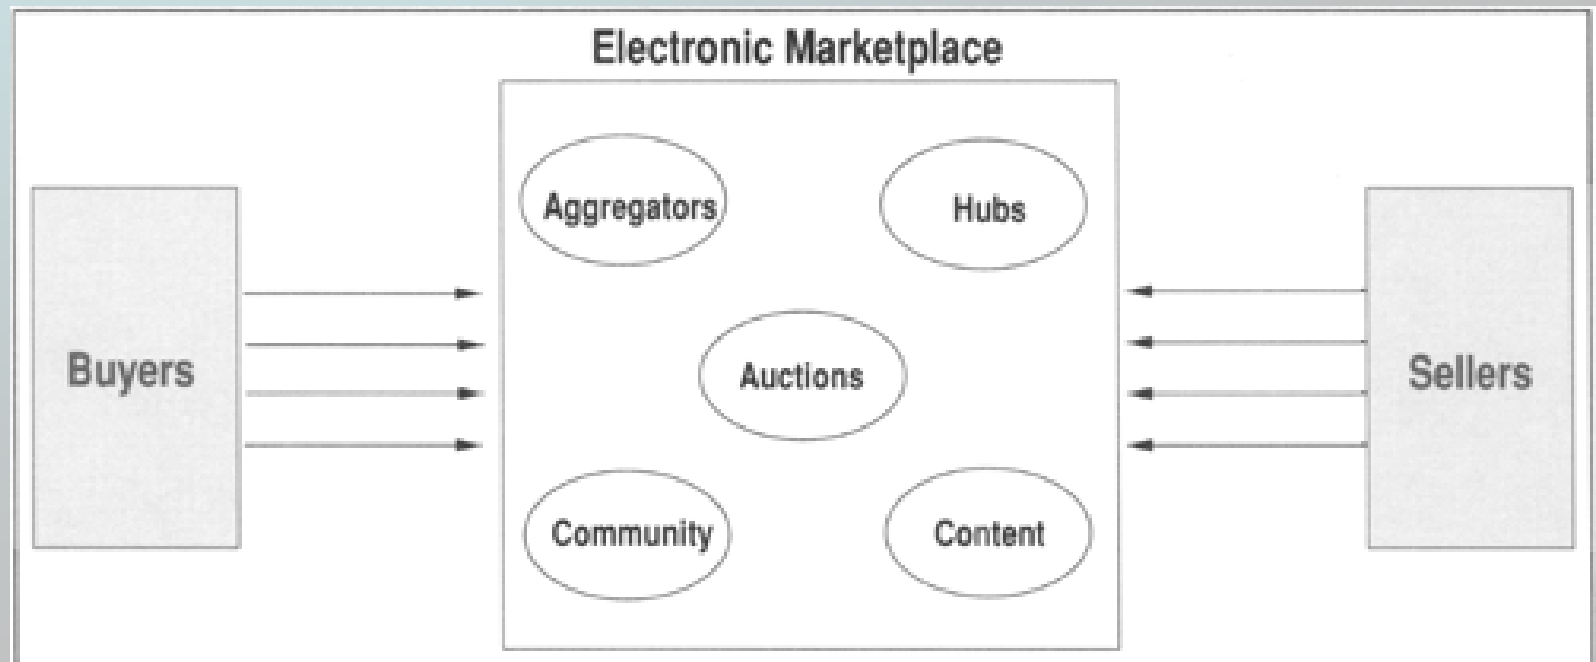 Electronic Marketplace
Aggregators
Hubs
Buyers
Auctions
Sellers
Community
Content